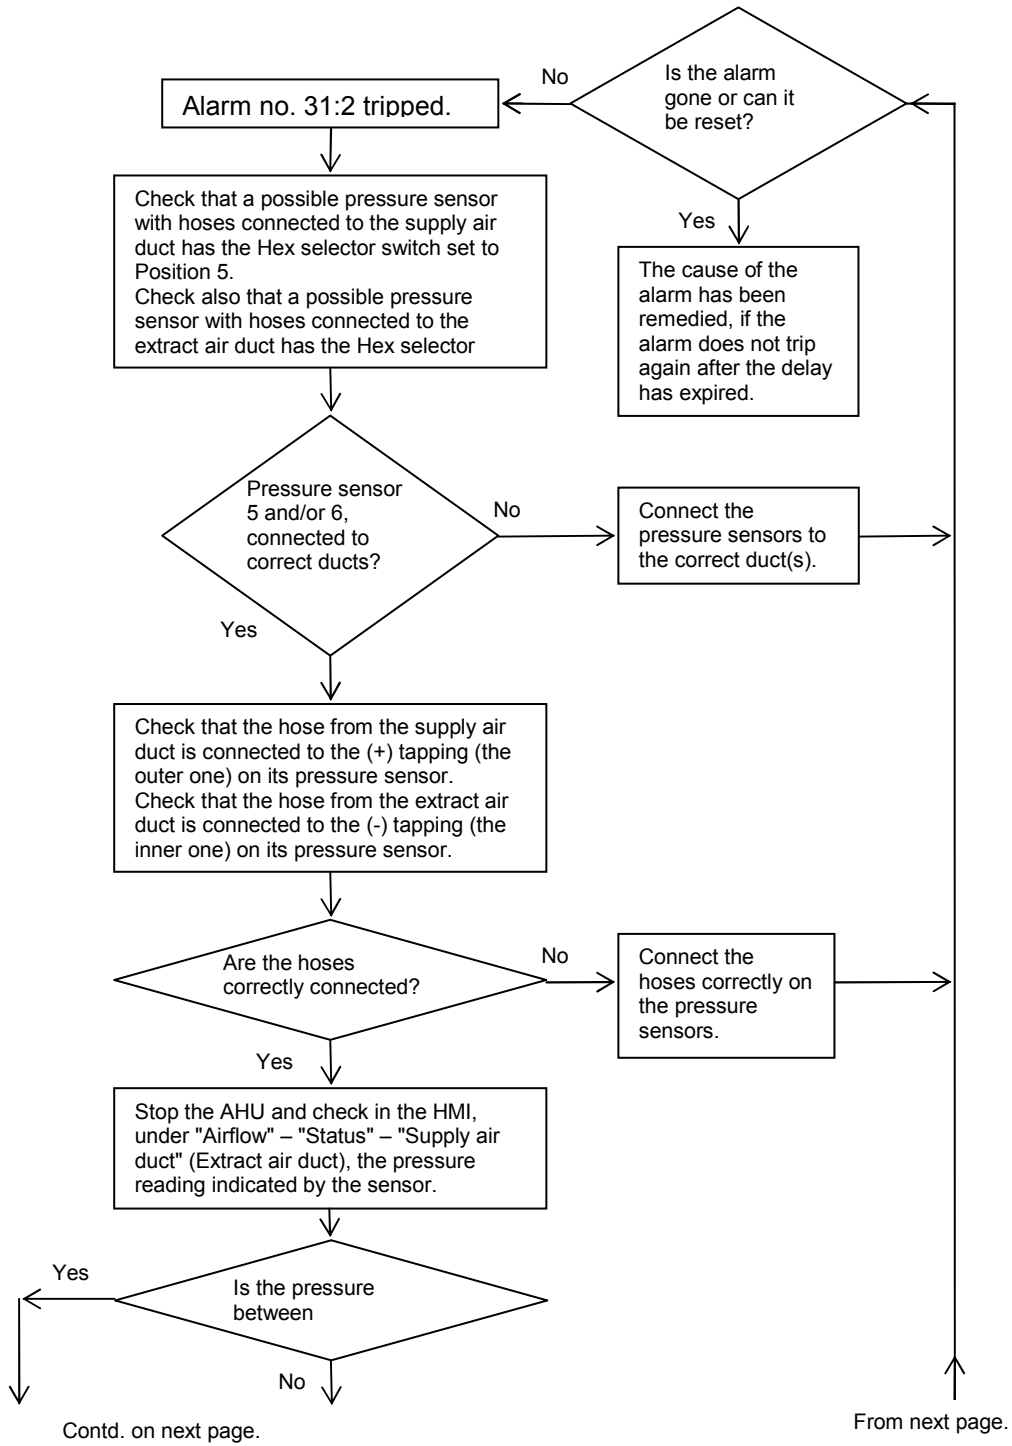 Is the alarm
gone or can it
be reset?
No
Yes
Alarm no. 31:2 tripped.
Check that a possible pressure sensor
with hoses connected to the supply air
duct has the Hex selector switch set to
Position 5.
Check also that a possible pressure
sensor with hoses connected to the
extract air duct has the Hex selector
The cause of the
alarm has been
remedied, if the
alarm does not trip
again after the delay
has expired.
Pressure sensor
5 and/or 6,
connected to
correct ducts?
No
Connect the
pressure sensors to
the correct duct(s).
Yes
Check that the hose from the supply air
duct is connected to the (+) tapping (the
outer one) on its pressure sensor.
Check that the hose from the extract air
duct is connected to the (-) tapping (the
inner one) on its pressure sensor.
Are the hoses
correctly connected?
No
Connect the
hoses correctly on
the pressure
sensors.
Yes
Stop the AHU and check in the HMI,
under "Airflow" – "Status" – "Supply air
duct" (Extract air duct), the pressure
reading indicated by the sensor.
Is the pressure
between
Yes
No
Contd. on next page.
From next page.